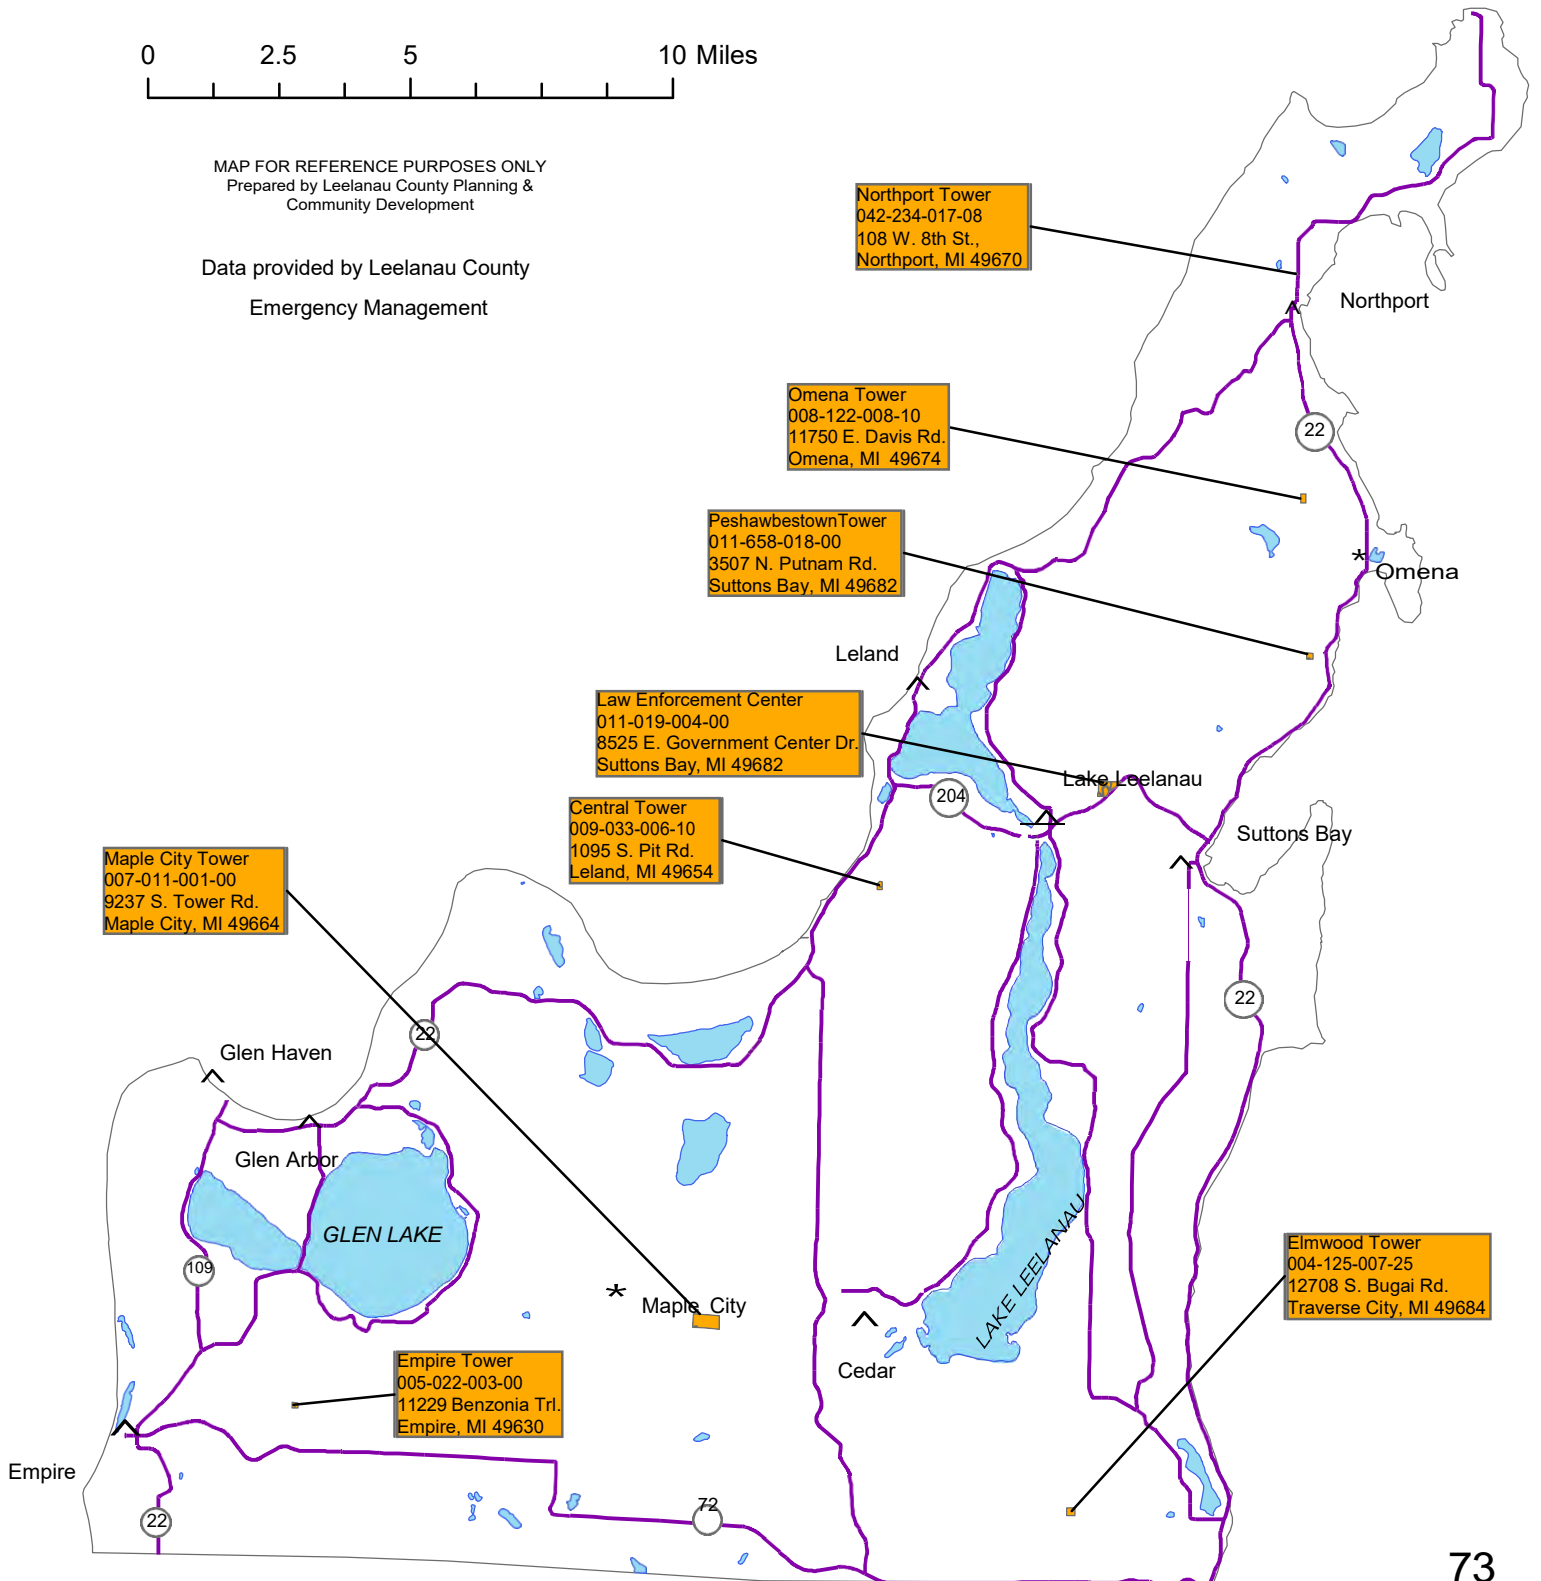 0 2.5 5 10 Miles
MAP FOR REFERENCE PURPOSES ONLY
Prepared by Leelanau County Planning &
Community Development
Data provided by Leelanau County
Emergency Management
Northport Tower
042-234-017-08
108 W. 8th St.,
Northport, MI 49670
Northport
Omena Tower
008-122-008-10
11750 E. Davis Rd.
Omena, MI 49674
22
PeshawbestownTower
011-658-018-00
3507 N. Putnam Rd.
Suttons Bay, MI 49682
*
Omena
Leland
Law Enforcement Center
011-019-004-00
8525 E. Government Center Dr.
Suttons Bay, MI 49682
Lake Leelanau
204
Central Tower
009-033-006-10
1095 S. Pit Rd.
Leland, MI 49654
Suttons Bay
Maple City Tower
007-011-001-00
9237 S. Tower Rd.
Maple City, MI 49664
22
22
Glen Haven
Glen Arbor
GLEN LAKE
LAKE LEELANAU
109
*
Maple City
Elmwood Tower
004-125-007-25
12708 S. Bugai Rd.
Traverse City, MI 49684
Cedar
Empire Tower
005-022-003-00
11229 Benzonia Trl.
Empire, MI 49630
Empire
22
72
73